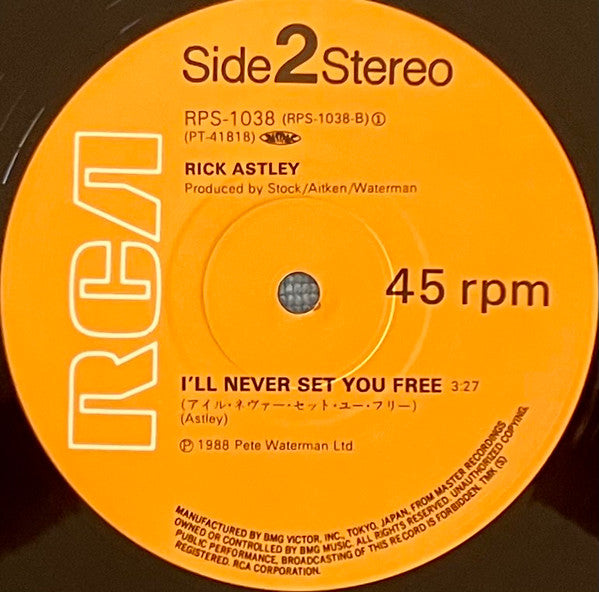 Side 2 Stereo
RPS-1038 (RPS-1038-B) ①
(PT-41818)
RICK ASTLEY
Produced by Stock/Aitken/Waterman
RCA
45 rpm
I'LL NEVER SET YOU FREE 3:27
(アイル・ネヴァー・セット・ユー・フリー)
(Astley)
Ⓟ 1988 Pete Waterman Ltd.
MANUFACTURED BY BMG VICTOR, INC., TOKYO, JAPAN, FROM MASTER RECORDINGS
OWNED OR CONTROLLED BY BMG MUSIC. ALL RIGHTS RESERVED. UNAUTHORIZED COPYING,
PUBLIC PERFORMANCE, BROADCASTING OF THIS RECORD IS FORBIDDEN. TMK (S)
REGISTERED. RCA CORPORATION.